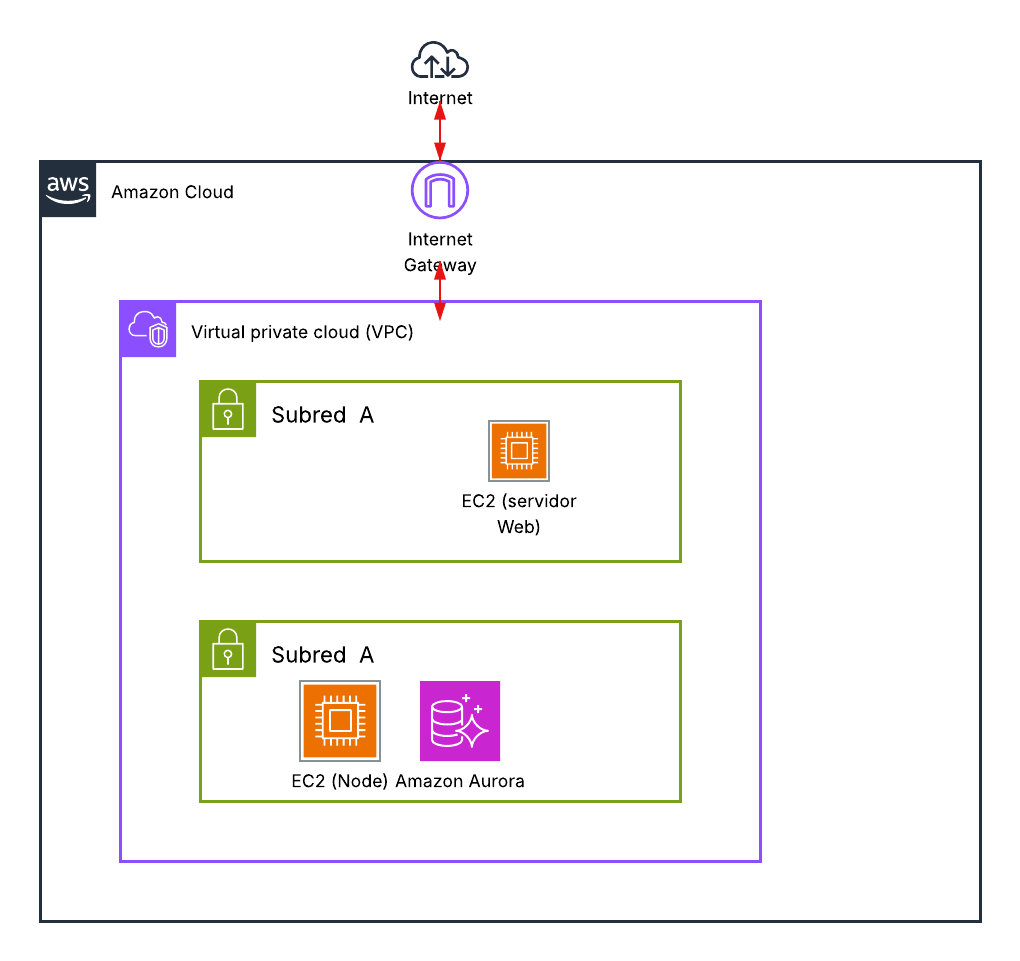 Internet
aws
Amazon Cloud
Internet
Gateway
Virtual private cloud (VPC)
Subred A
EC2 (servidor
Web)
Subred A
EC2 (Node)
Amazon Aurora